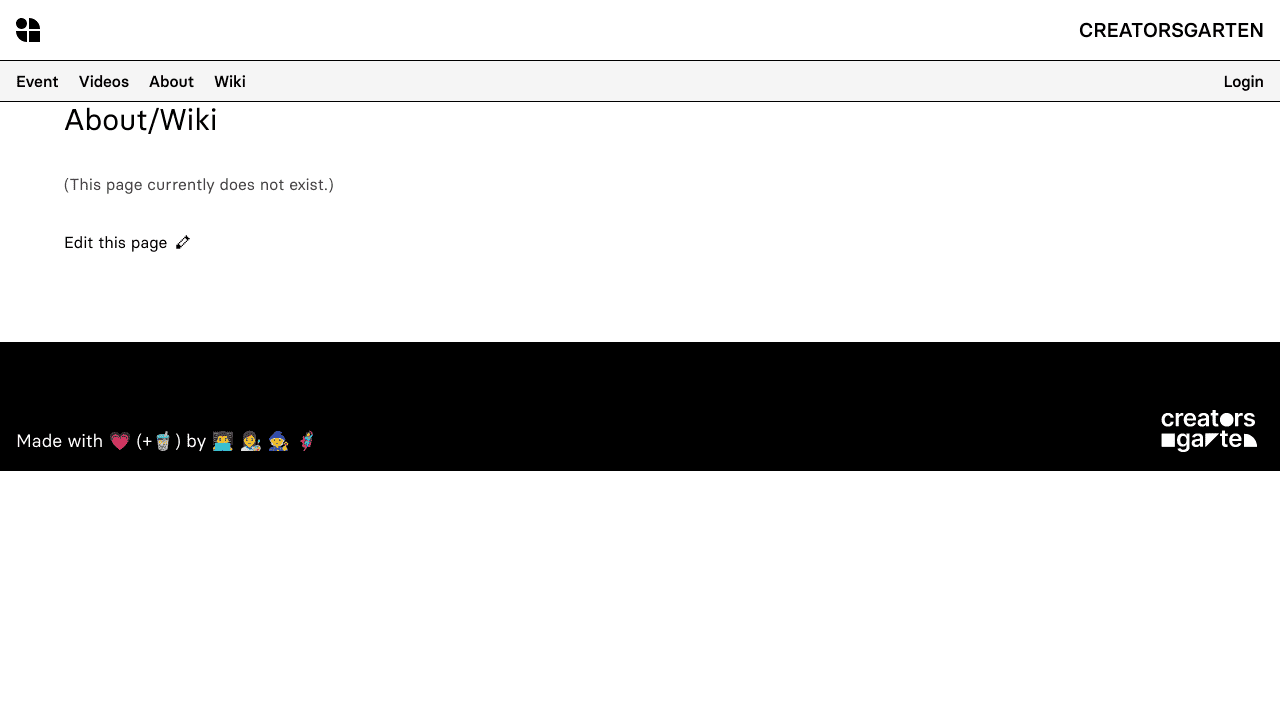 CREATORSGARTEN
Event Videos About Wiki Login
About/Wiki
(This page currently does not exist.)
Edit this page
Made with 💗 (+🧋) by 🧑‍💻 🧑‍🎨 🧙 🦹
creators
garten